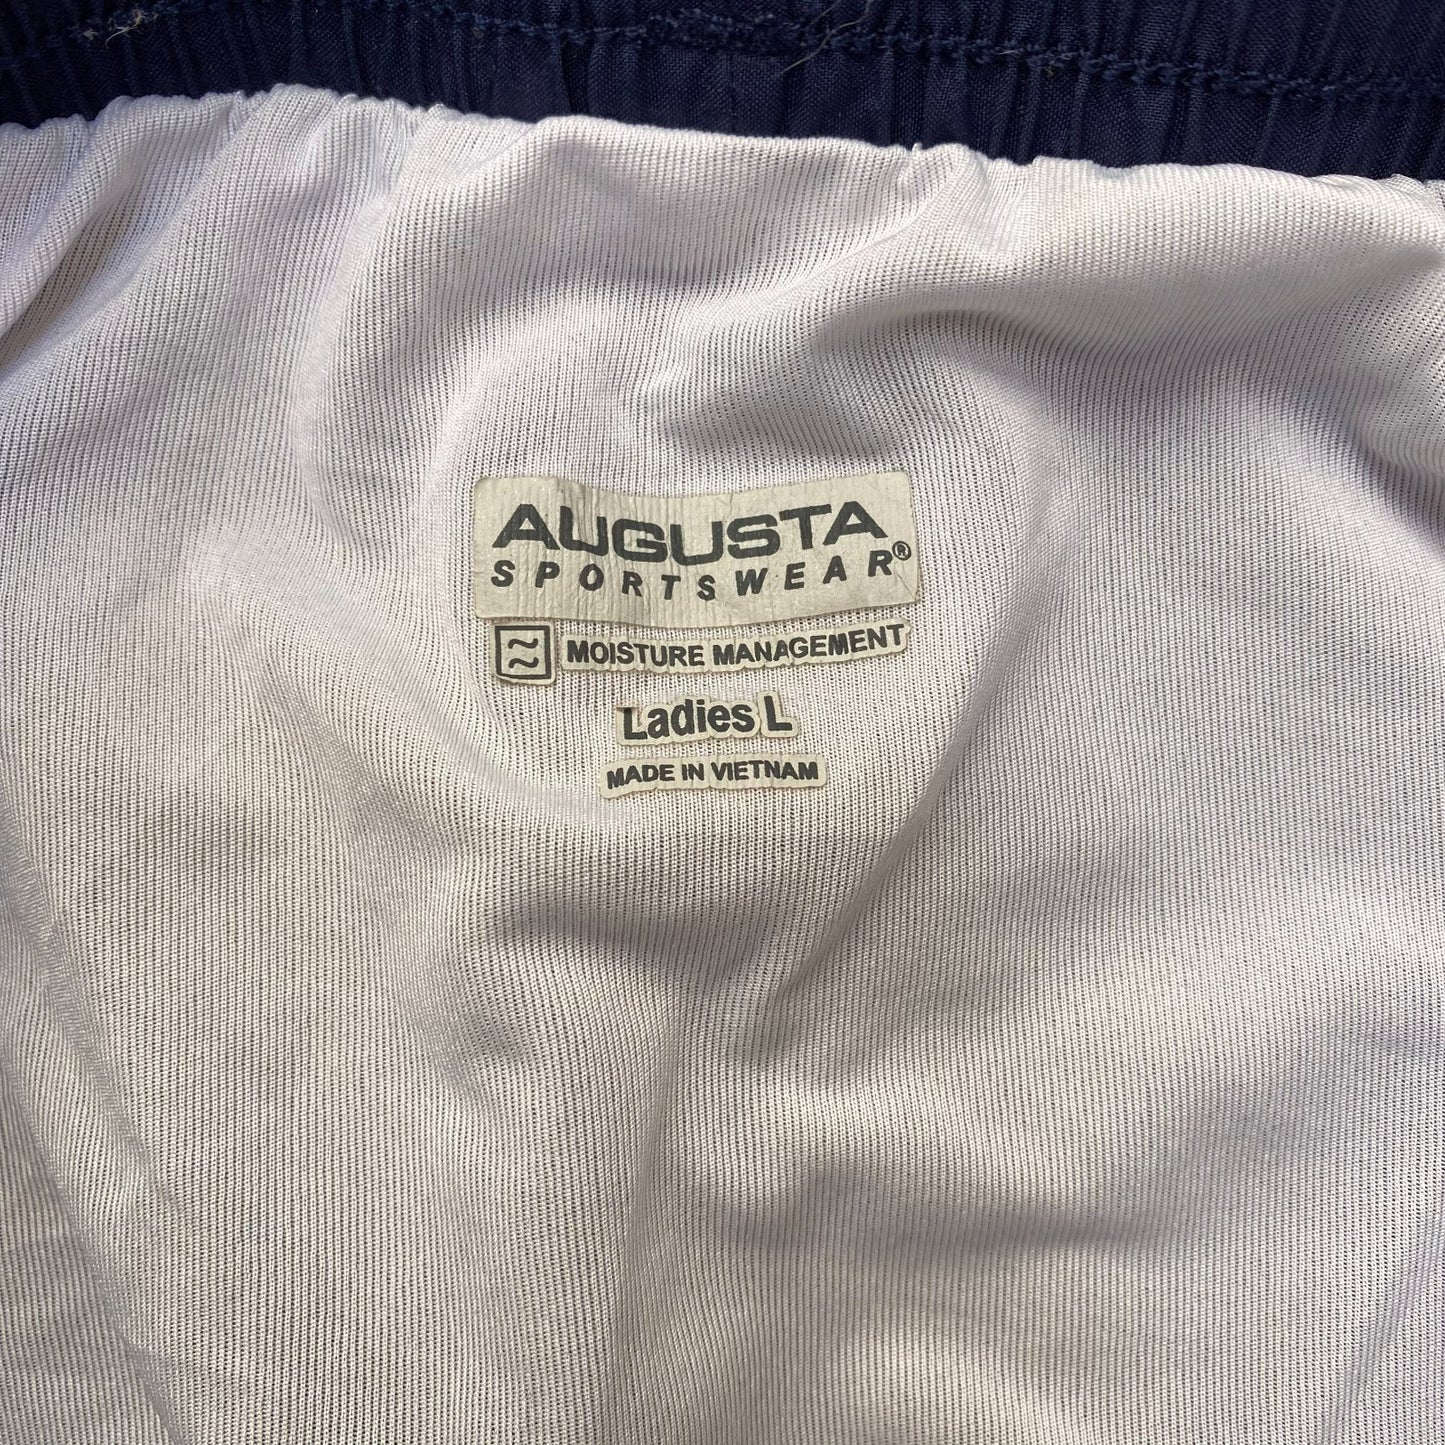 AUGUSTA
SPORTSWEAR®
MOISTURE MANAGEMENT
Ladies L
MADE IN VIETNAM